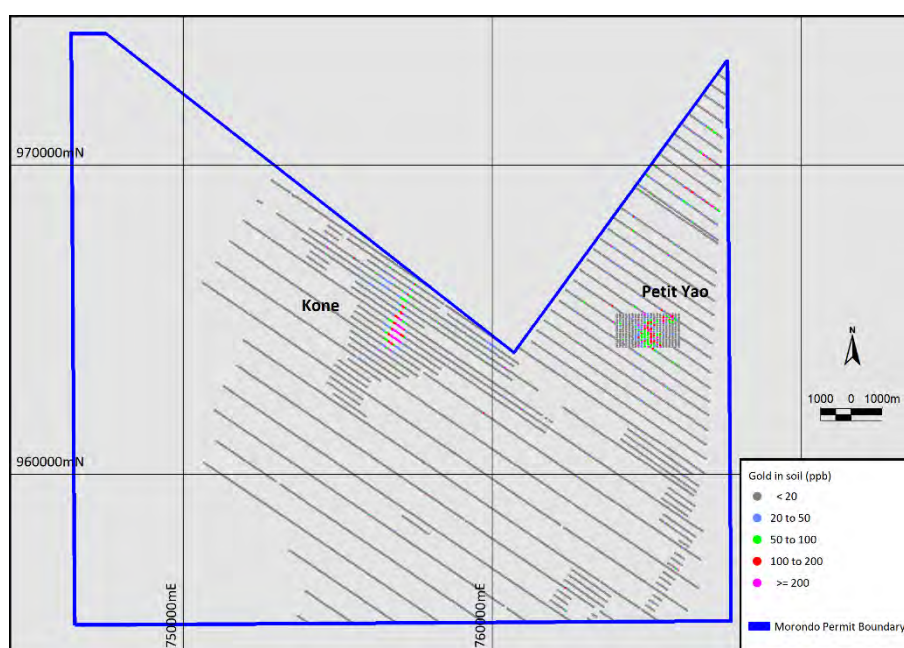 970000mN
Petit Yao
Kone
N
1000 0 1000m
960000mN
Gold in soil (ppb)
< 20
20 to 50
50 to 100
100 to 200
>= 200
Morondo Permit Boundary
750000mE
760000mE